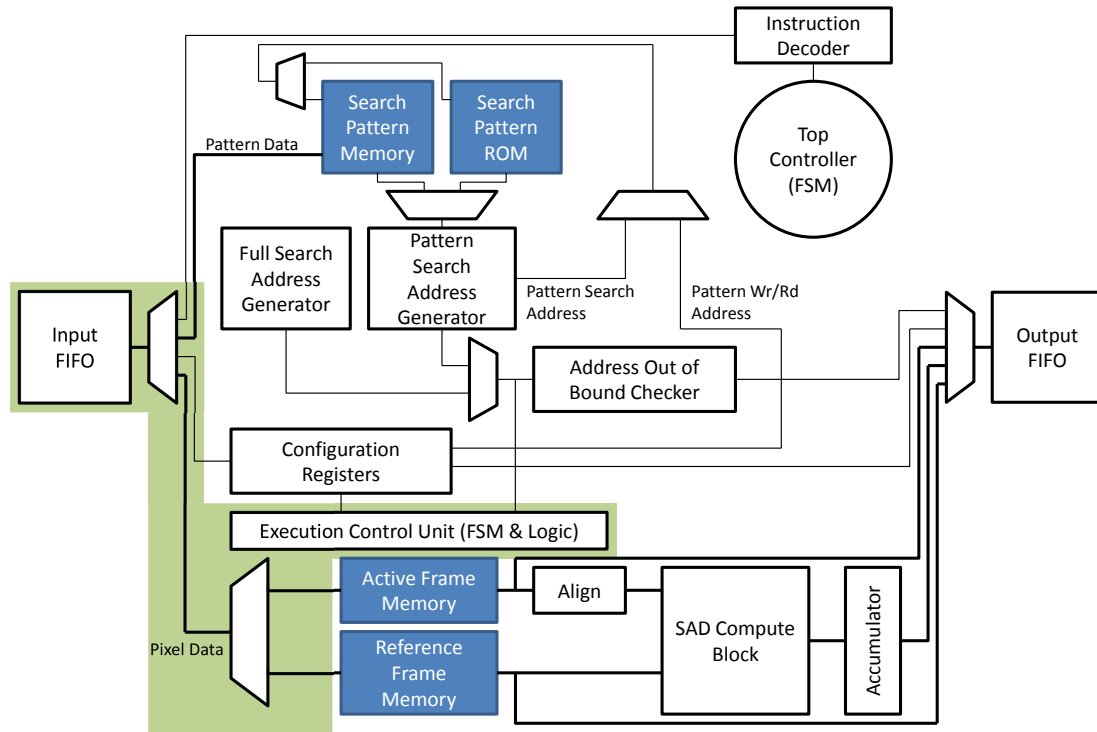 Instruction
Decoder
Top
Controller
(FSM)
Search
Pattern
Memory
Search
Pattern
ROM
Pattern Data
Full Search
Address
Generator
Pattern
Search
Address
Generator
Pattern Search
Address
Pattern Wr/Rd
Address
Input
FIFO
Address Out of
Bound Checker
Output
FIFO
Configuration
Registers
Execution Control Unit (FSM & Logic)
Active Frame
Memory
Align
SAD Compute
Block
Accumulator
Pixel Data
Reference
Frame
Memory